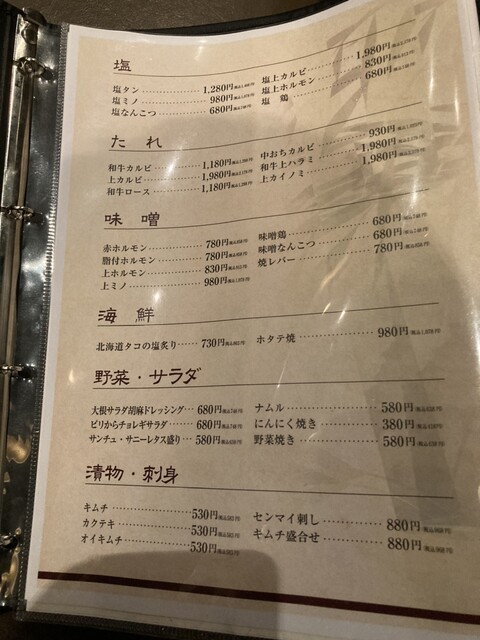 塩
塩タン 1,280円
塩ミノ 980円
塩なんこつ 680円
塩上カルビ 1,980円
塩上ホルモン 830円
塩 鶏 680円
たれ
和牛カルビ 1,180円
上カルビ 1,980円
和牛ロース 1,180円
中おちカルビ 930円
和牛上ハラミ 1,980円
上カイノミ 1,980円
味噌
赤ホルモン 780円
脂付ホルモン 780円
上ホルモン 830円
上ミノ 980円
味噌鶏 680円
味噌なんこつ 680円
焼レバー 780円
海鮮
北海道タコの塩炙り 730円
ホタテ焼 980円
野菜・サラダ
大根サラダ胡麻ドレッシング 680円
ピリからチョレギサラダ 680円
サンチュ・サニーレタス盛り 580円
ナムル 580円
にんにく焼き 380円
野菜焼き 580円
漬物・刺身
キムチ 530円
カクテキ 530円
オイキムチ 530円
センマイ刺し 880円
キムチ盛合せ 880円